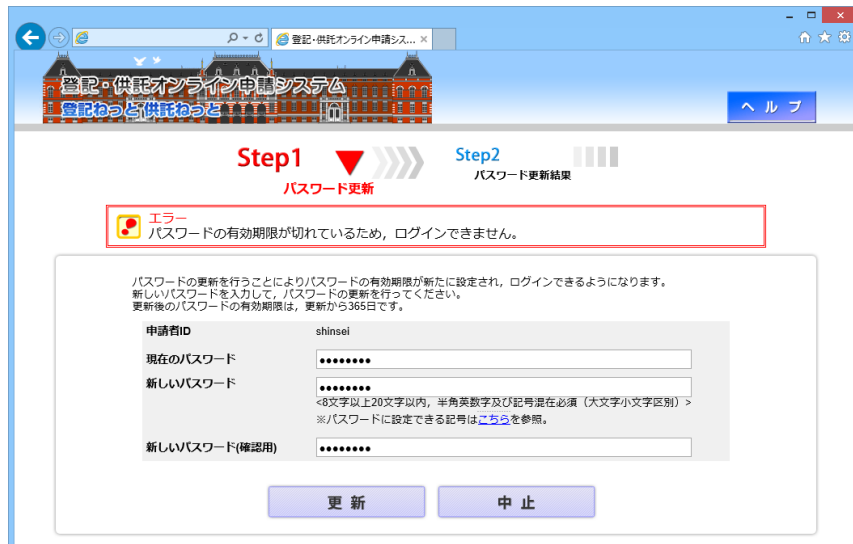 登記・供託オンライン申請シス...
登記・供託オンライン申請システム
登記ねっと 供託ねっと
ヘルプ
Step1
パスワード更新
Step2
パスワード更新結果
エラー
パスワードの有効期限が切れているため，ログインできません。
パスワードの更新を行うことによりパスワードの有効期限が新たに設定され，ログインできるようになります。
新しいパスワードを入力して，パスワードの更新を行ってください。
更新後のパスワードの有効期限は，更新から365日です。
申請者ID shinsei
現在のパスワード ●●●●●●●●
新しいパスワード ●●●●●●●●
<8文字以上20文字以内，半角英数字及び記号混在必須（大文字小文字区別）>
※パスワードに設定できる記号はこちらを参照。
新しいパスワード(確認用) ●●●●●●●●
更 新
中 止